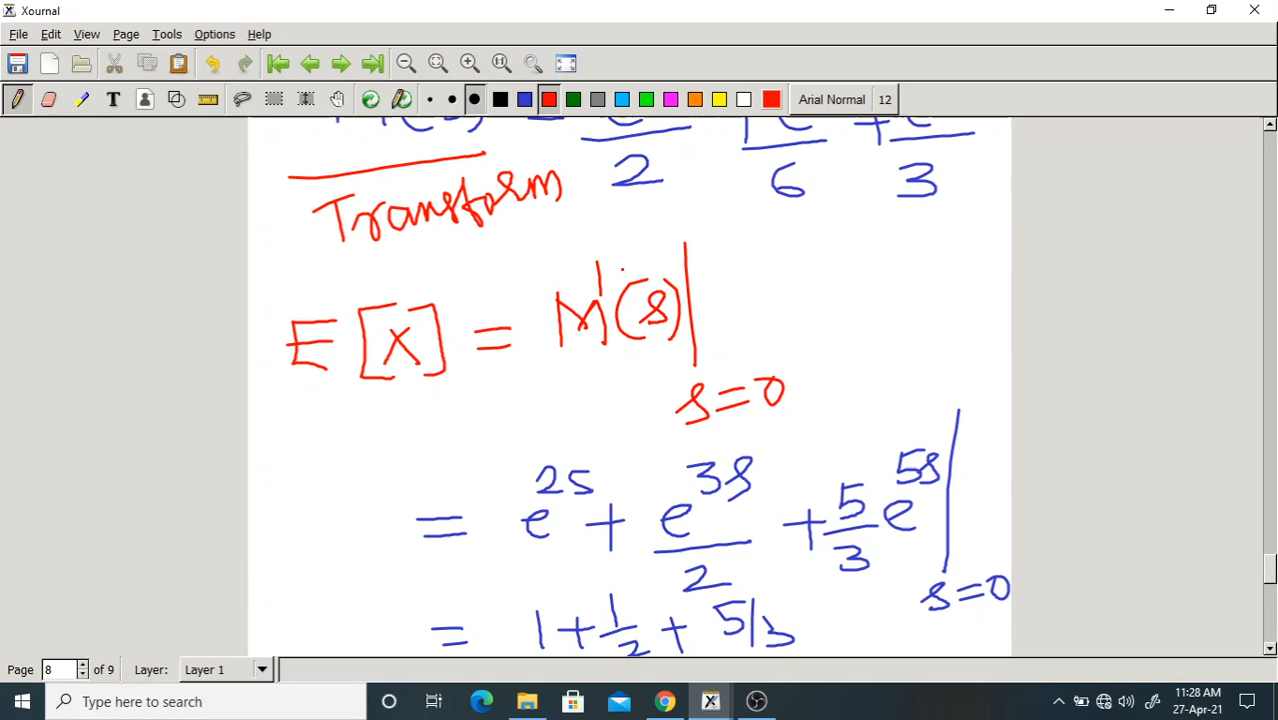 Xournal
File Edit View Page Tools Options Help
Arial Normal 12
2 6 + 3
Transform
E[X] = M'(s)|
s=0
= e^{2s} + e^{3s}/2 + 5/3 e^{5s}|
s=0
= 1 + 1/2 + 5/3
Page 8 of 9 Layer: Layer 1
Type here to search
11:28 AM
27-Apr-21